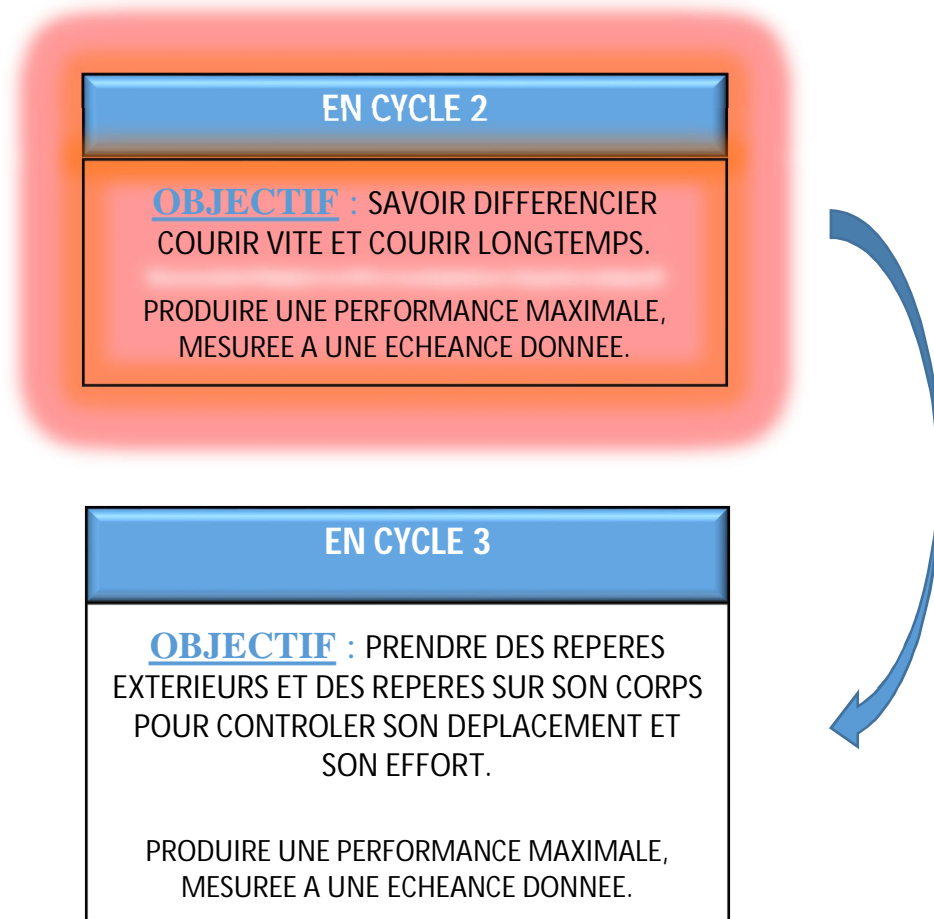 EN CYCLE 2
OBJECTIF : SAVOIR DIFFERENCIER
COURIR VITE ET COURIR LONGTEMPS.
PRODUIRE UNE PERFORMANCE MAXIMALE,
MESUREE A UNE ECHEANCE DONNEE.
EN CYCLE 3
OBJECTIF : PRENDRE DES REPERES
EXTERIEURS ET DES REPERES SUR SON CORPS
POUR CONTROLER SON DEPLACEMENT ET
SON EFFORT.
PRODUIRE UNE PERFORMANCE MAXIMALE,
MESUREE A UNE ECHEANCE DONNEE.